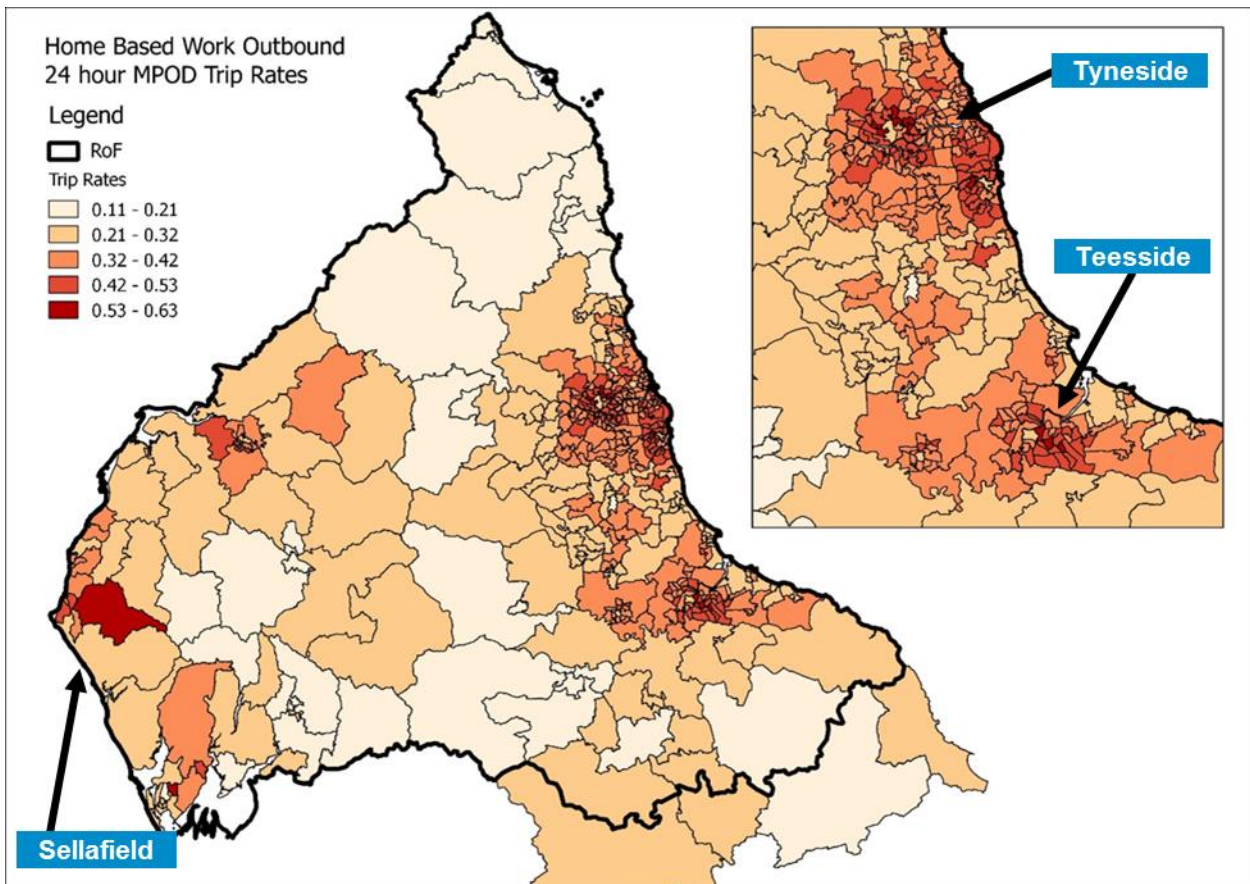 Home Based Work Outbound
24 hour MPOD Trip Rates
Legend
RoF
Trip Rates
0.11 - 0.21
0.21 - 0.32
0.32 - 0.42
0.42 - 0.53
0.53 - 0.63
Tyneside
Teesside
Sellafield